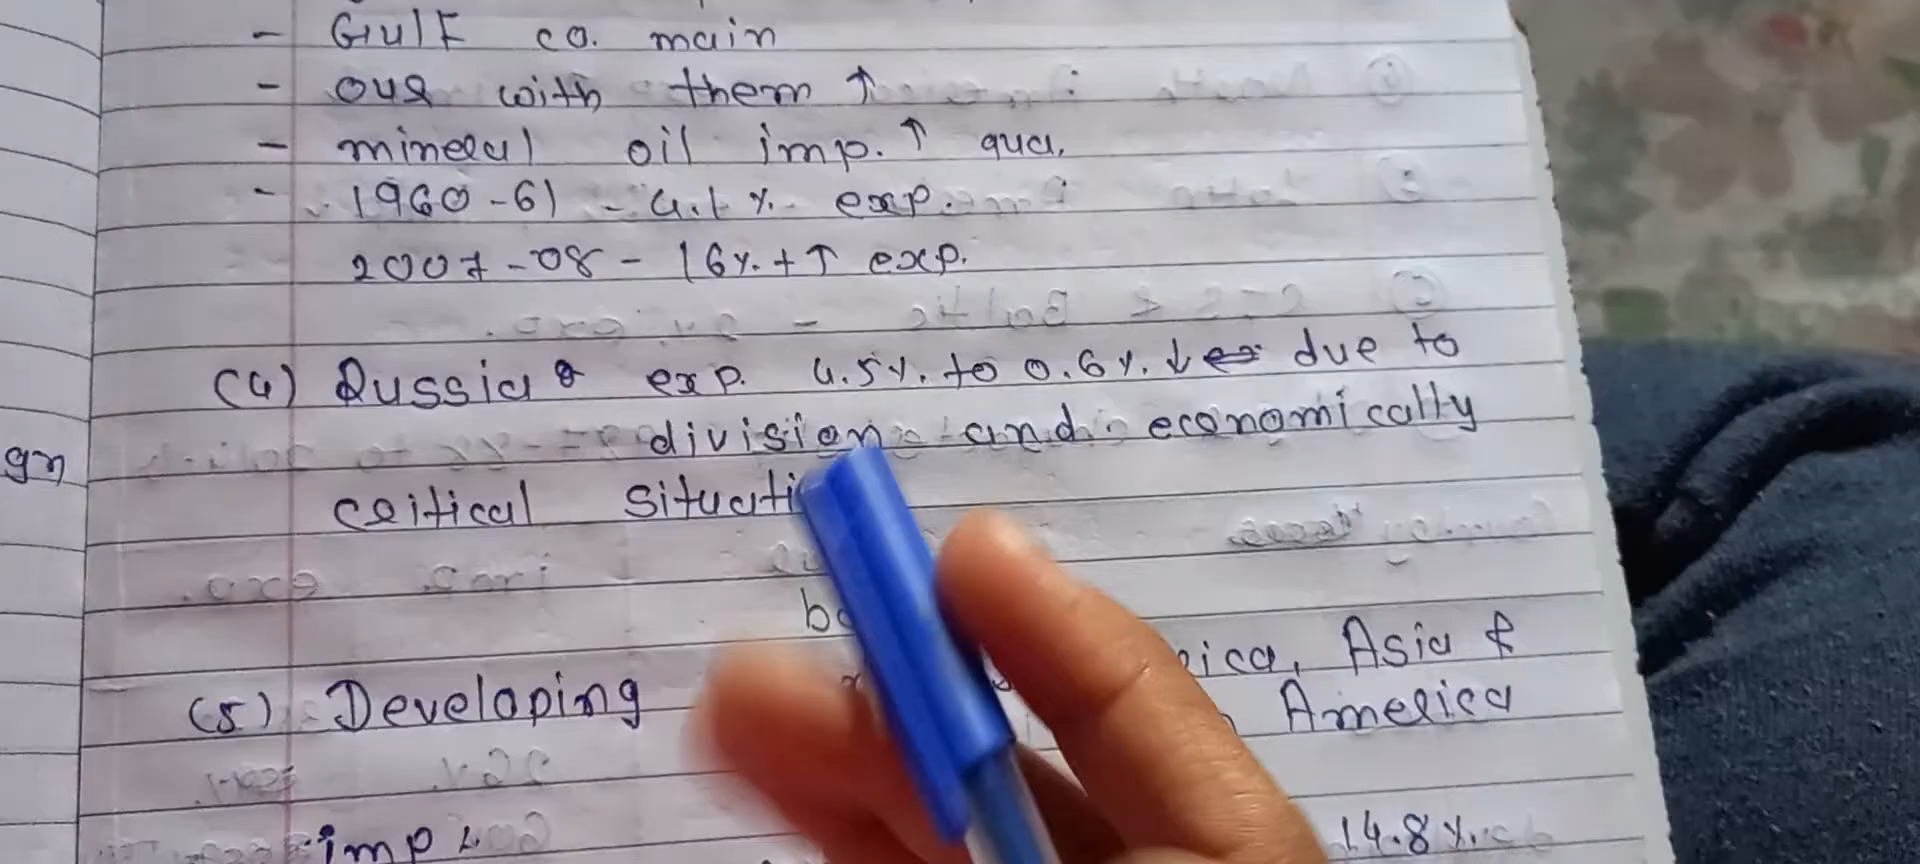 - Gulf co. main
- our with them ↑
- mineral oil imp. ↑ qua.
- 1960-61 - 4.1 %. exp.
2007-08 - 16%. + ↑ exp.
(4) Russia exp. 4.5%. to 0.6%. ↓ due to
division and economically
gn
critical situati
rica, Asia &
(5) Developing America
imp 14.8%.